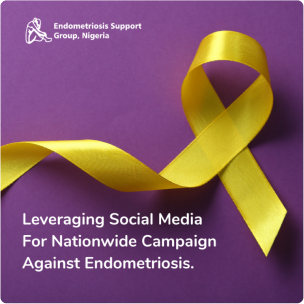 Endometriosis Support
Group, Nigeria
Leveraging Social Media
For Nationwide Campaign
Against Endometriosis.